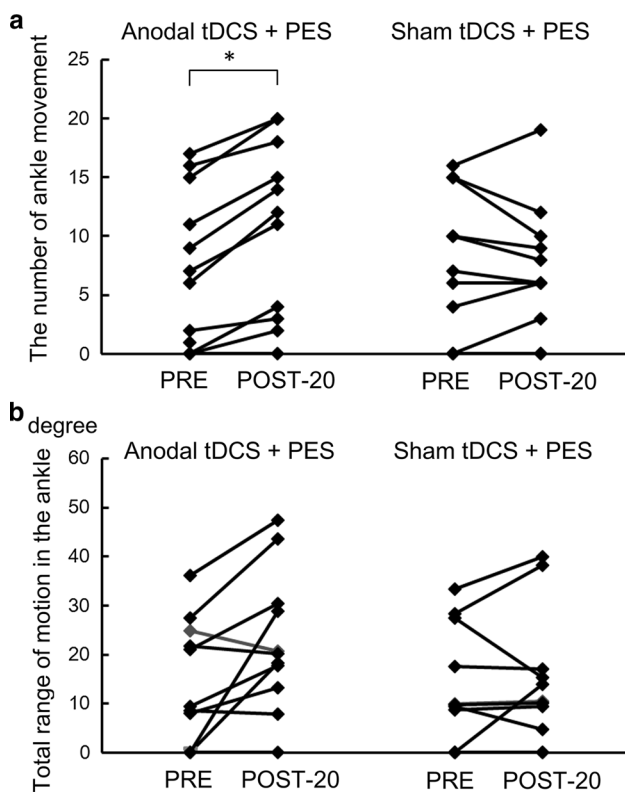 a
Anodal tDCS + PES
Sham tDCS + PES
*
The number of ankle movement
25
20
15
10
5
0
PRE
POST-20
PRE
POST-20
b
degree
Anodal tDCS + PES
Sham tDCS + PES
Total range of motion in the ankle
60
50
40
30
20
10
0
PRE
POST-20
PRE
POST-20